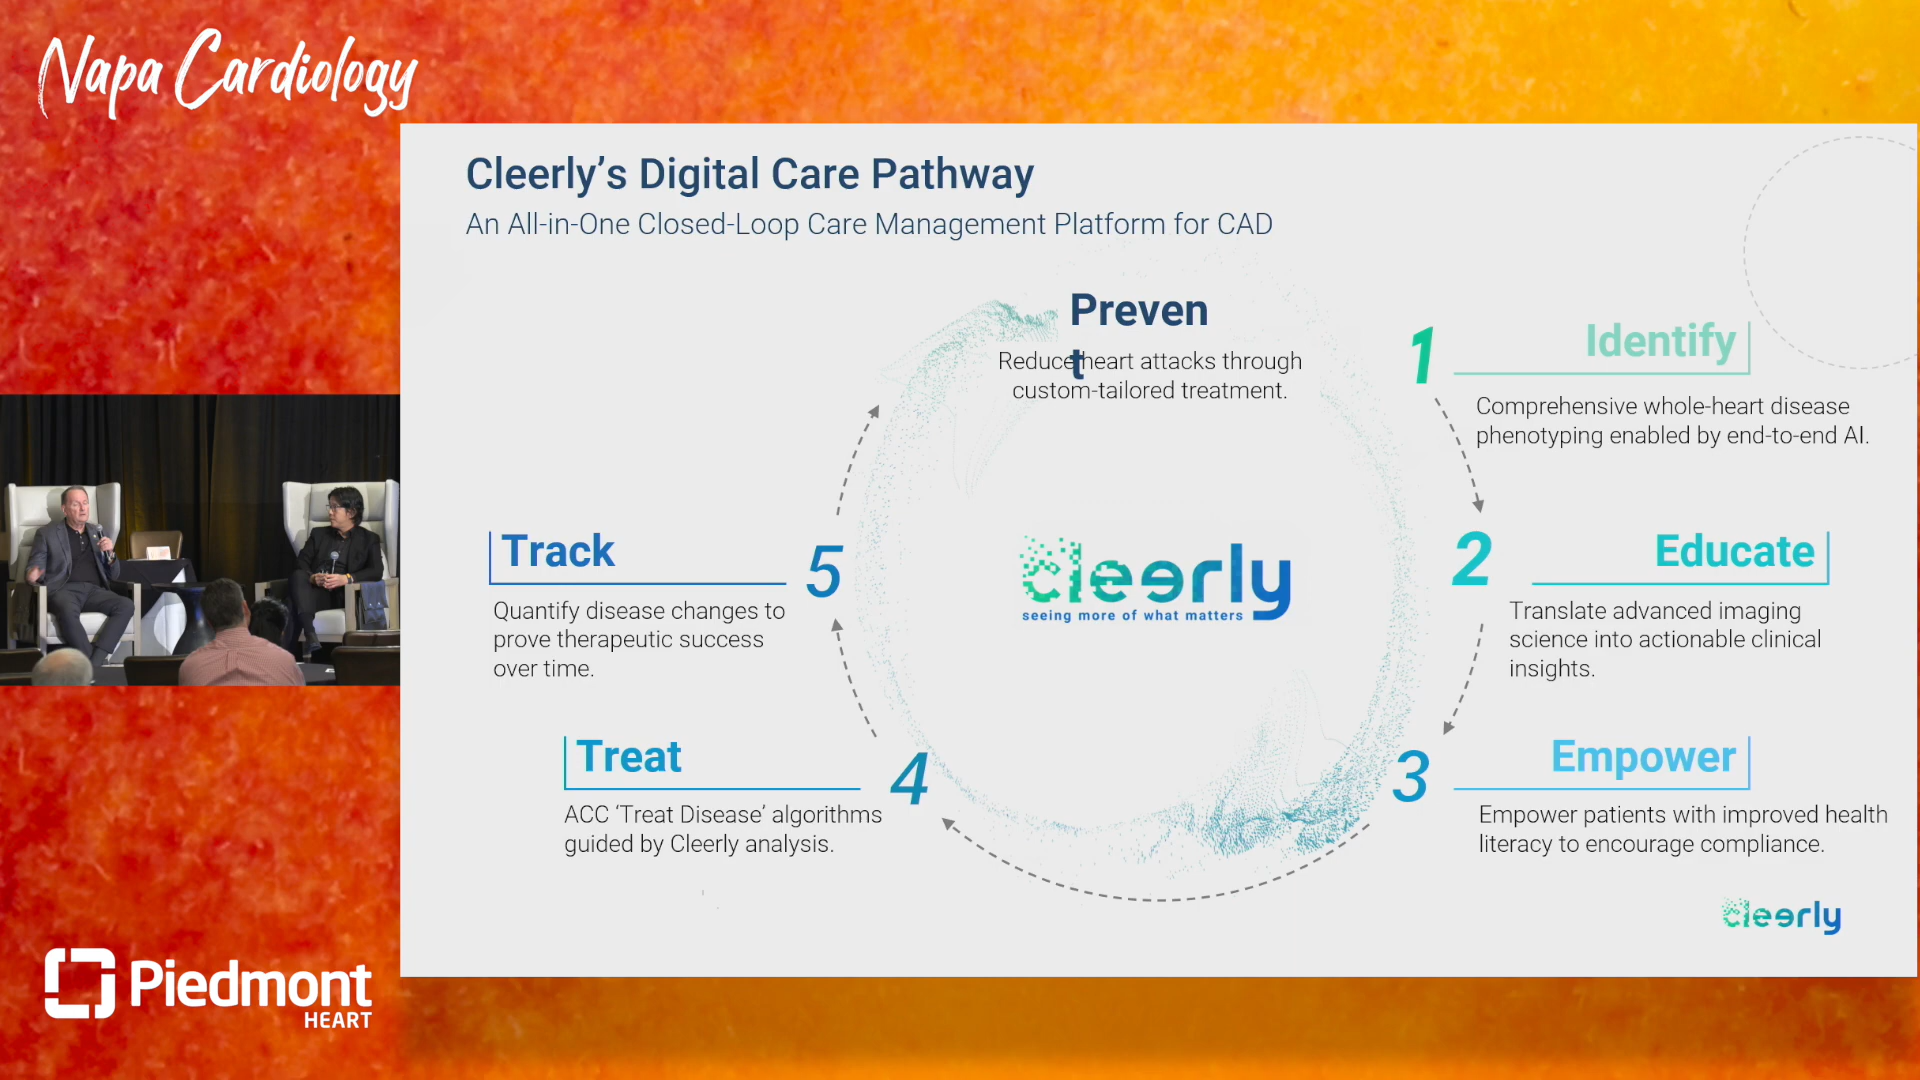 Napa Cardiology
Cleerly’s Digital Care Pathway
An All-in-One Closed-Loop Care Management Platform for CAD
Preven
t
Reduce heart attacks through
custom-tailored treatment.
1
Identify
Comprehensive whole-heart disease
phenotyping enabled by end-to-end AI.
2
Educate
Translate advanced imaging
science into actionable clinical
insights.
3
Empower
Empower patients with improved health
literacy to encourage compliance.
4
Treat
ACC ‘Treat Disease’ algorithms
guided by Cleerly analysis.
5
Track
Quantify disease changes to
prove therapeutic success
over time.
cleerly
seeing more of what matters
cleerly
Piedmont
HEART